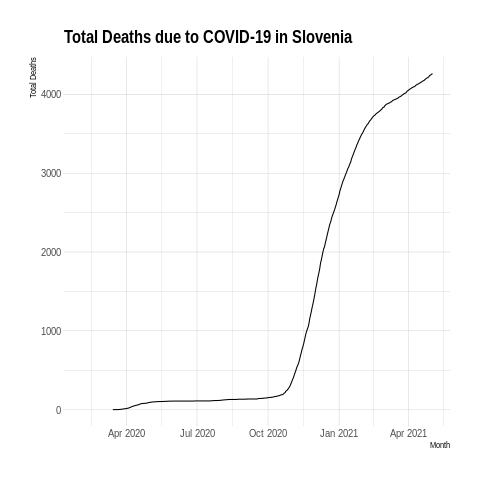 Total Deaths due to COVID-19 in Slovenia
Total Deaths
4000
3000
2000
1000
0
Apr 2020 Jul 2020 Oct 2020 Jan 2021 Apr 2021
Month